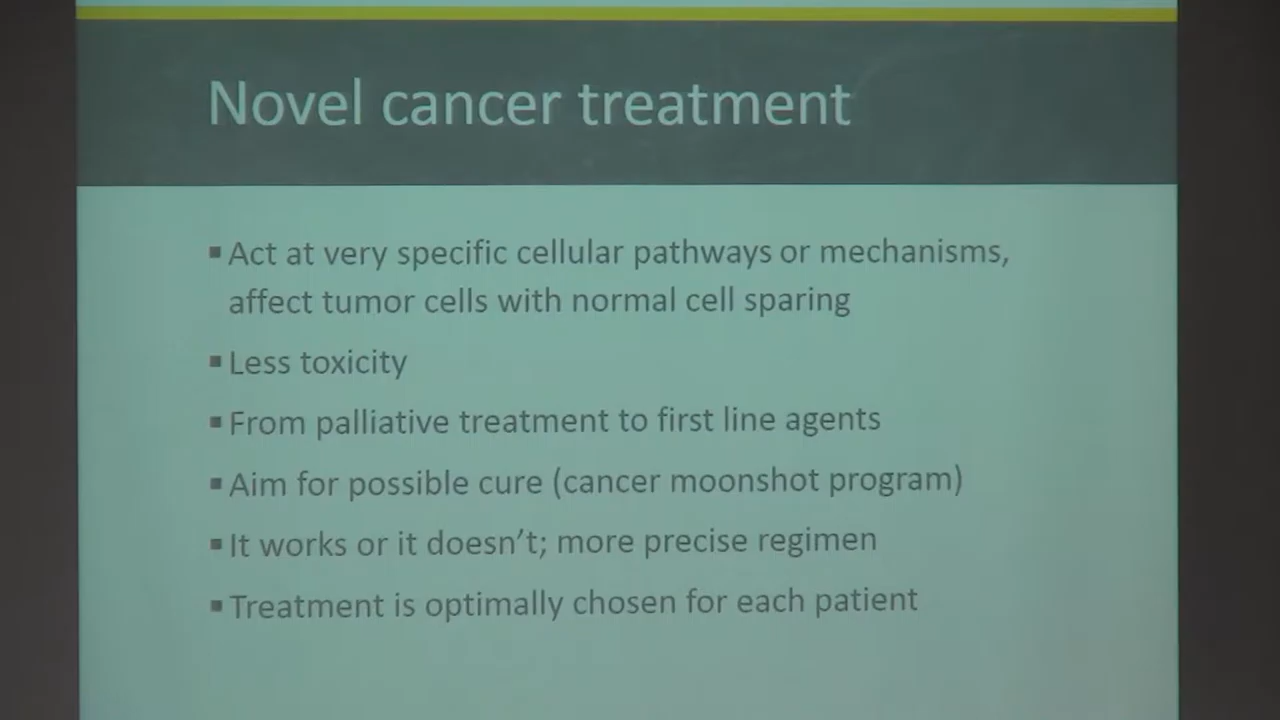 Novel cancer treatment
▪ Act at very specific cellular pathways or mechanisms,
affect tumor cells with normal cell sparing
▪ Less toxicity
▪ From palliative treatment to first line agents
▪ Aim for possible cure (cancer moonshot program)
▪ It works or it doesn’t; more precise regimen
▪ Treatment is optimally chosen for each patient